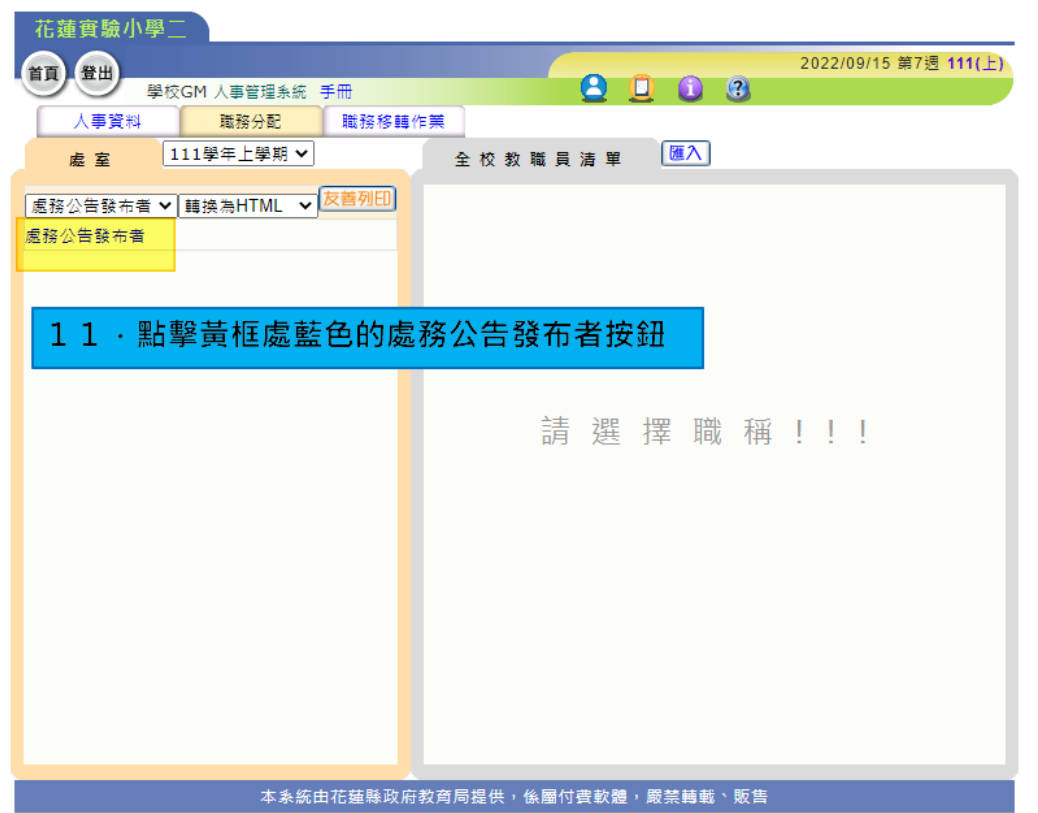 花蓮實驗小學二
首頁 登出
2022/09/15 第7週 111(上)
學校GM 人事管理系統 手冊
人事資料 職務分配 職務移轉作業
處室 111學年上學期 全校教職員清單 匯入
處務公告發布者 轉換為HTML 友善列印
處務公告發布者
11．點擊黃框處藍色的處務公告發布者按鈕
請選擇職稱!!!
本系統由花蓮縣政府教育局提供，係屬付費軟體，嚴禁轉載、販售